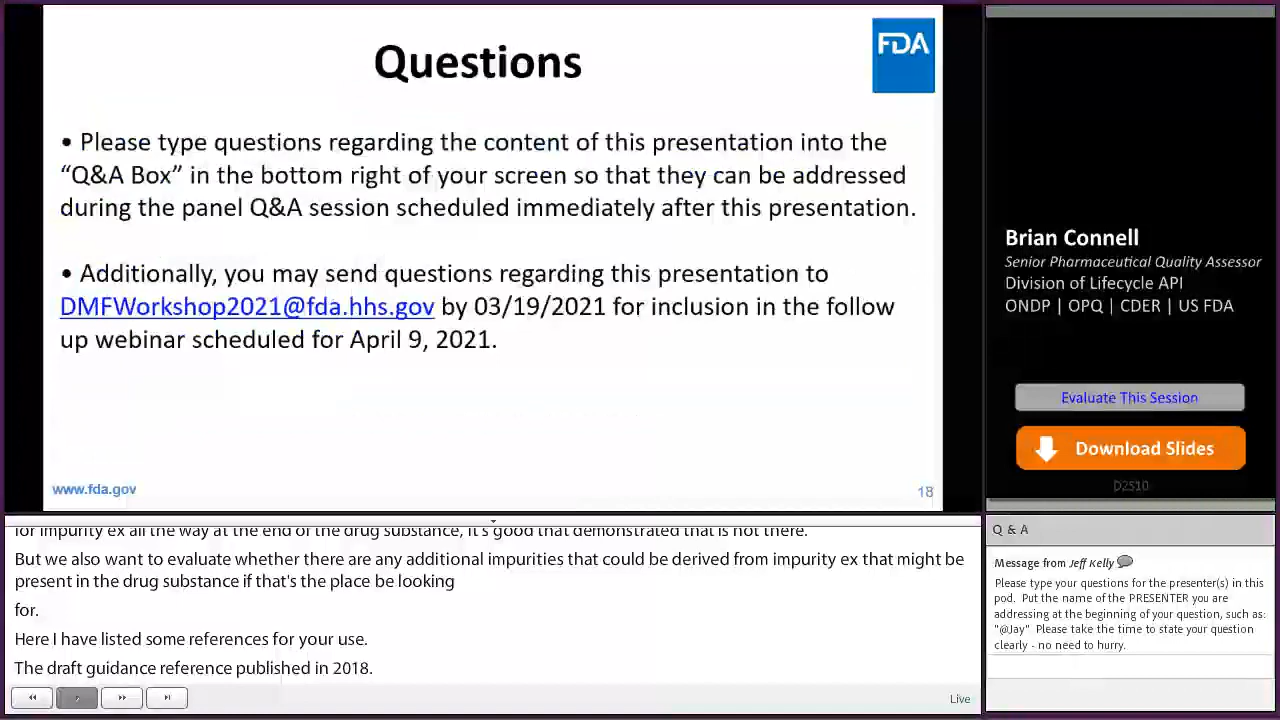 Questions
FDA
• Please type questions regarding the content of this presentation into the
“Q&A Box” in the bottom right of your screen so that they can be addressed
during the panel Q&A session scheduled immediately after this presentation.
• Additionally, you may send questions regarding this presentation to
DMFWorkshop2021@fda.hhs.gov by 03/19/2021 for inclusion in the follow
up webinar scheduled for April 9, 2021.
www.fda.gov
18
Brian Connell
Senior Pharmaceutical Quality Assessor
Division of Lifecycle API
ONDP | OPQ | CDER | US FDA
Evaluate This Session
Download Slides
D2S10
for impurity ex all the way at the end of the drug substance, it's good that demonstrated that is not there.
But we also want to evaluate whether there are any additional impurities that could be derived from impurity ex that might be
present in the drug substance if that's the place be looking
for.
Here I have listed some references for your use.
The draft guidance reference published in 2018.
Live
Q & A
Message from Jeff Kelly
Please type your questions for the presenter(s) in this
pod. Put the name of the PRESENTER you are
addressing at the beginning of your question, such as:
"@Jay" Please take the time to state your question
clearly - no need to hurry.